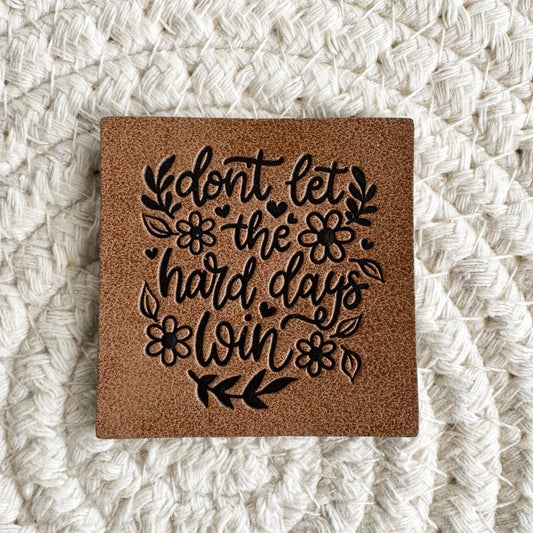 dont let
the
hard days
win